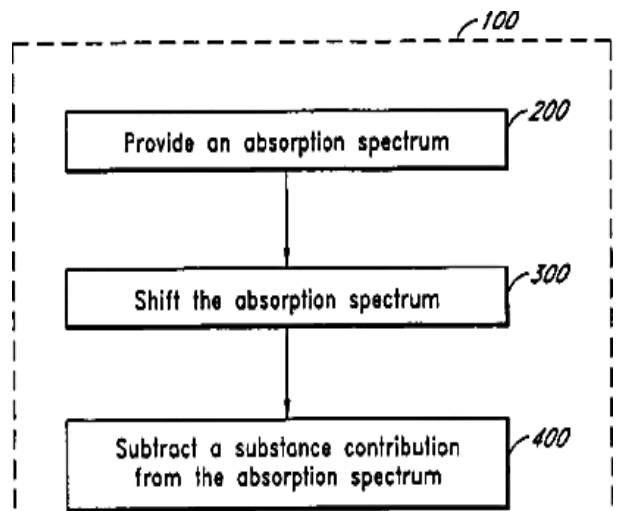 100
200
Provide an absorption spectrum
300
Shift the absorption spectrum
400
Subtract a substance contribution
from the absorption spectrum